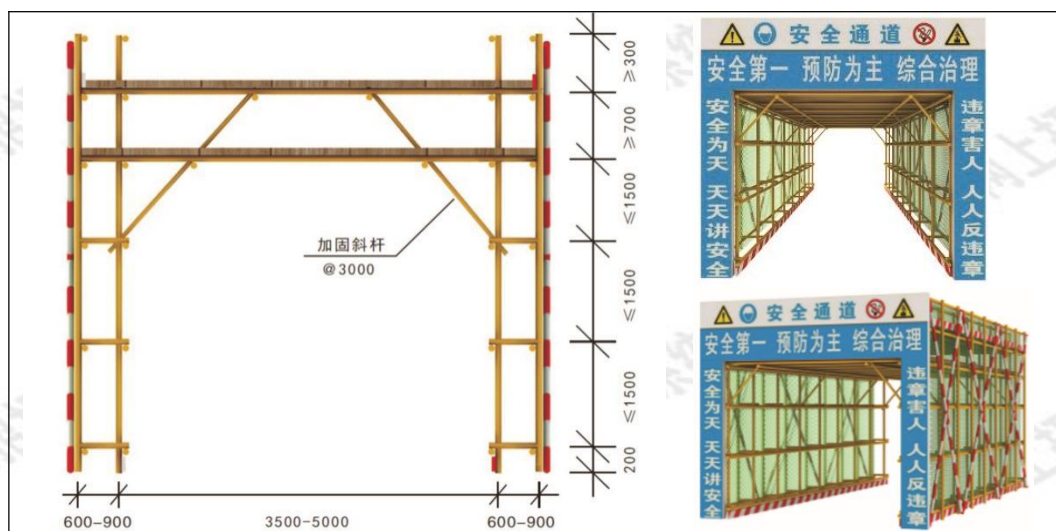 ≥300
≥700
≤1500
≤1500
≤1500
200
加固斜杆
@3000
600-900
3500-5000
600-900
安全通道
安全第一 预防为主 综合治理
安全为天 天天讲安全
违章害人 人人反违章
安全通道
安全第一 预防为主 综合治理
安全为天 天天讲安全
违章害人 人人反违章